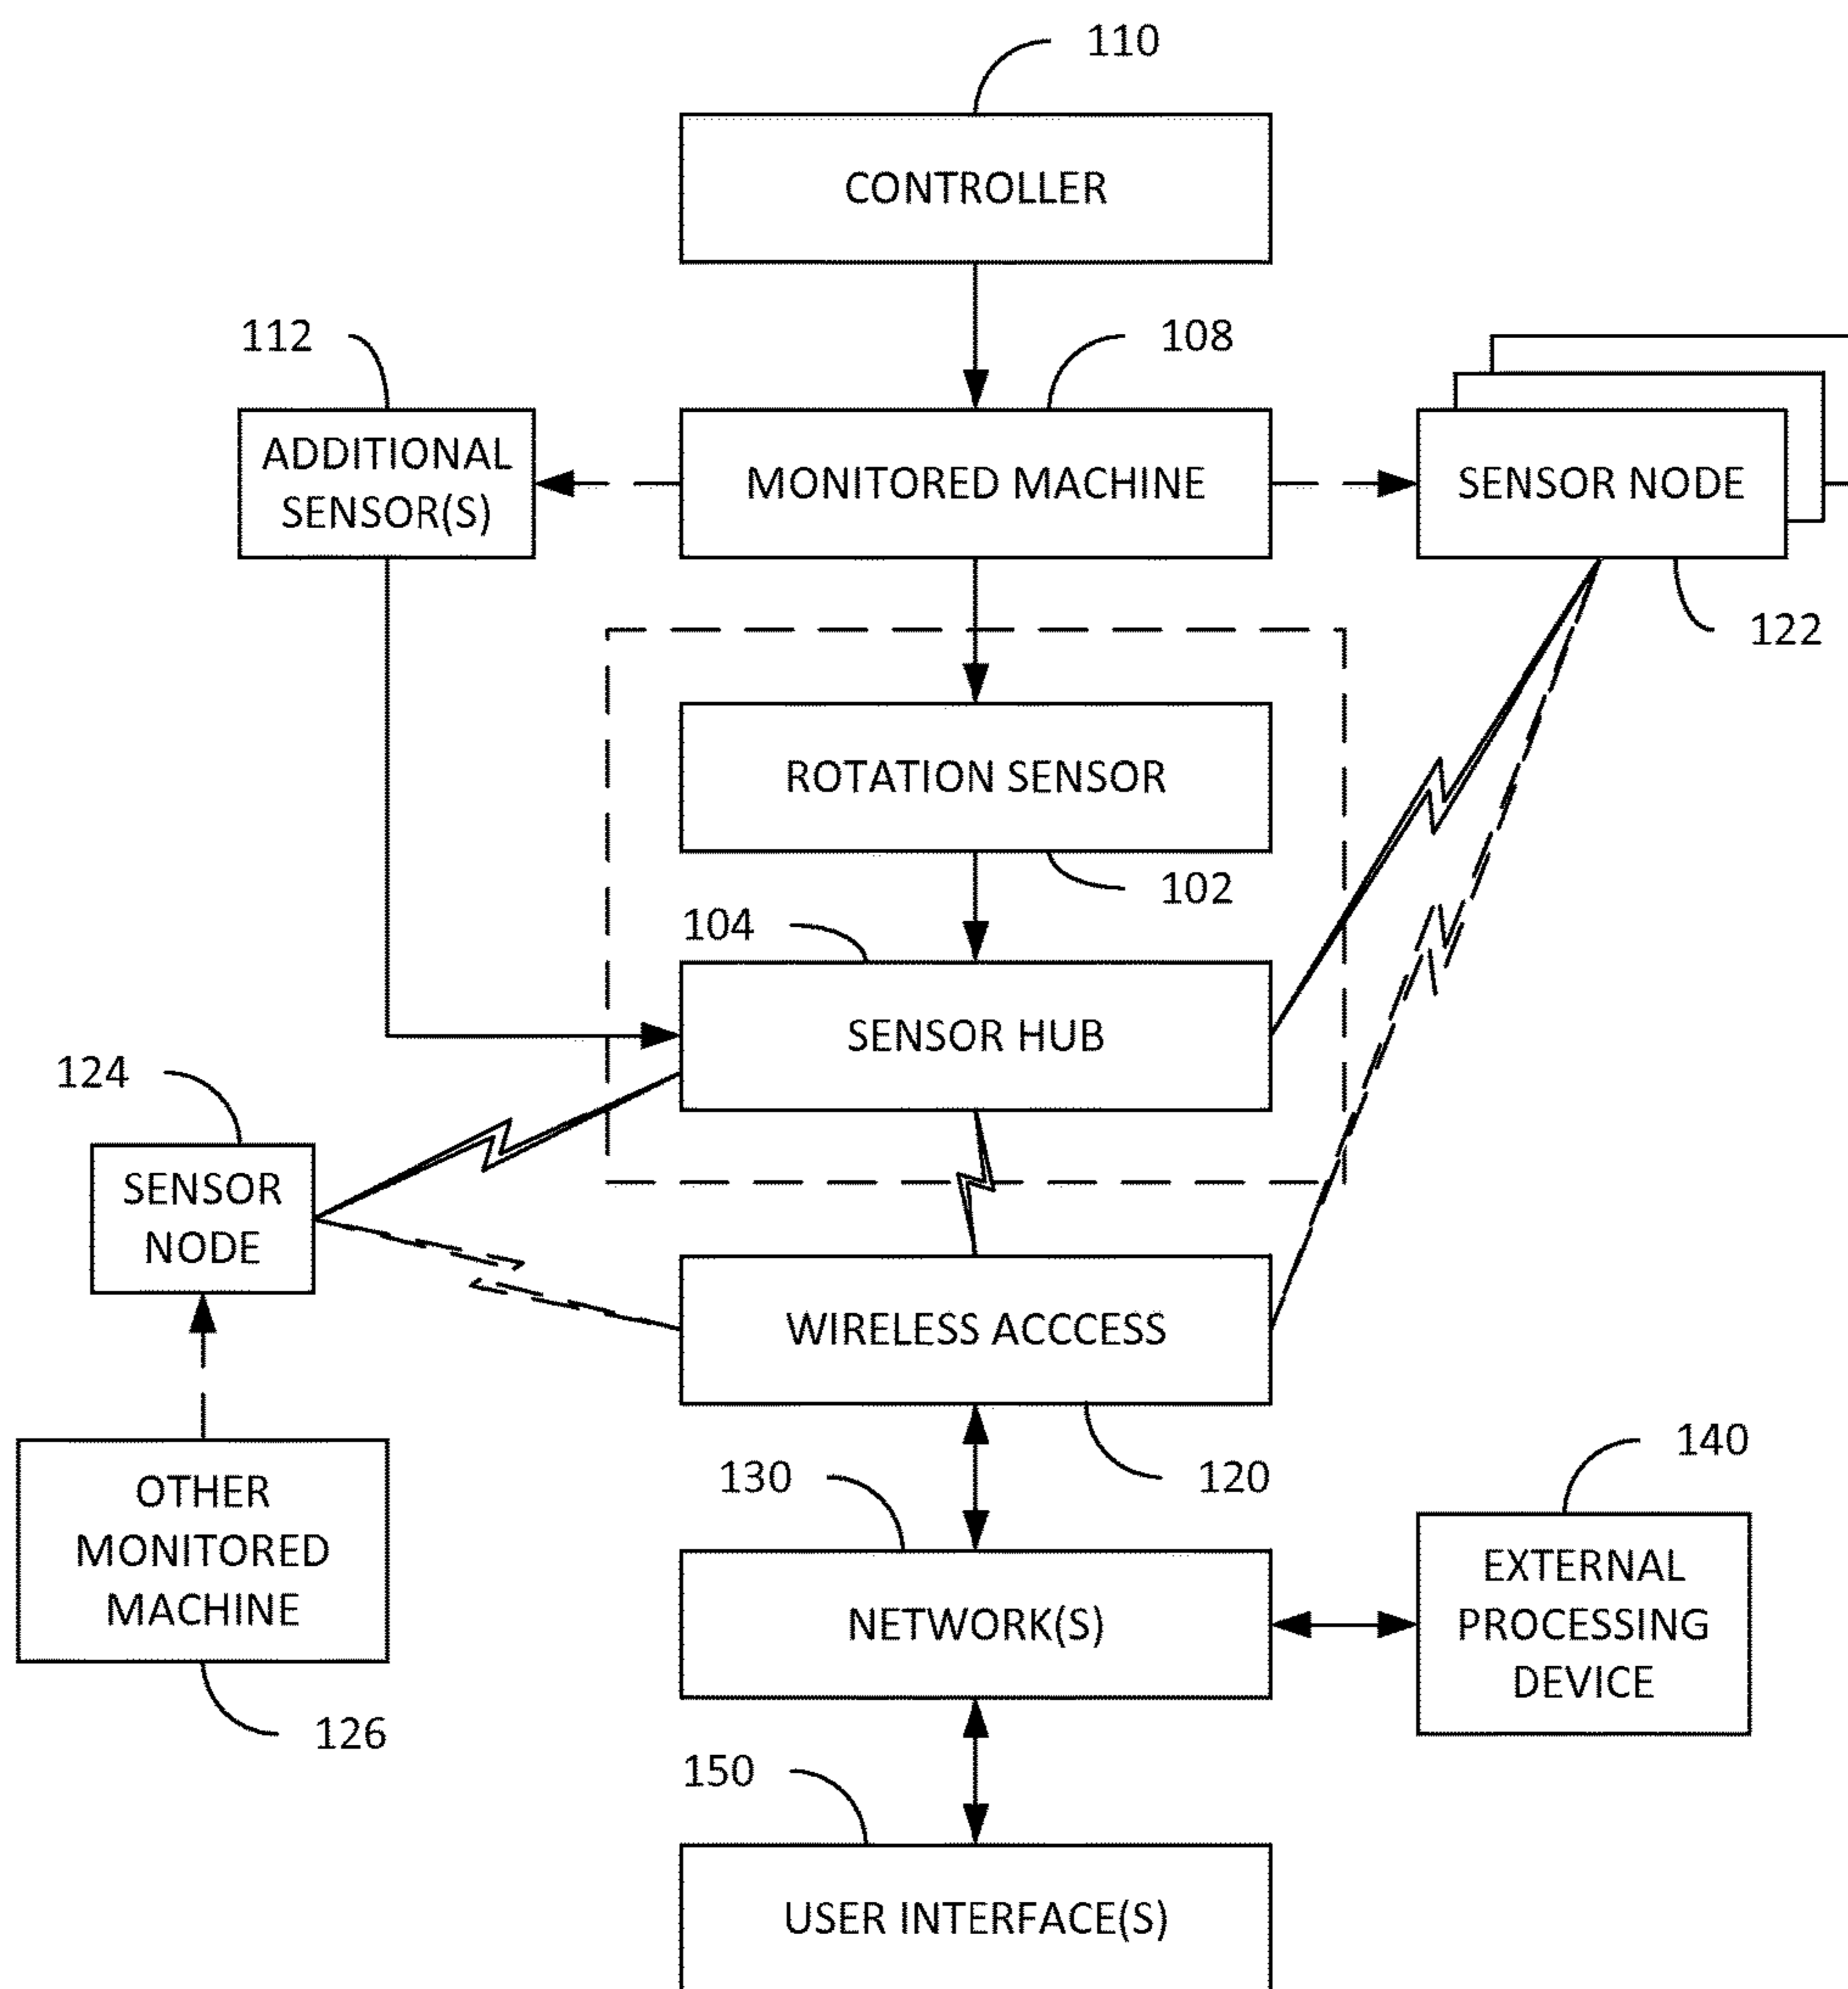 110
CONTROLLER
112
108
ADDITIONAL
SENSOR(S)
MONITORED MACHINE
SENSOR NODE
122
ROTATION SENSOR
102
104
SENSOR HUB
124
SENSOR
NODE
WIRELESS ACCCESS
120
OTHER
MONITORED
MACHINE
126
130
140
NETWORK(S)
EXTERNAL
PROCESSING
DEVICE
150
USER INTERFACE(S)